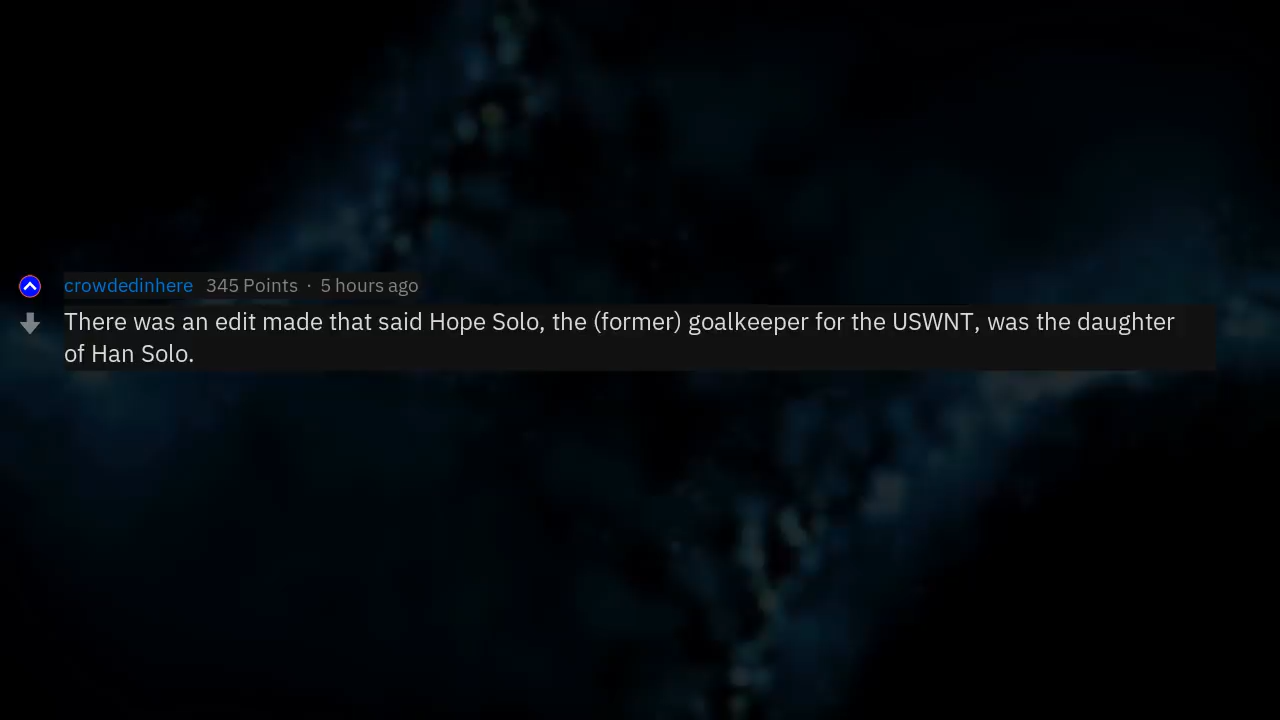 crowdedinhere 345 Points · 5 hours ago
There was an edit made that said Hope Solo, the (former) goalkeeper for the USWNT, was the daughter
of Han Solo.